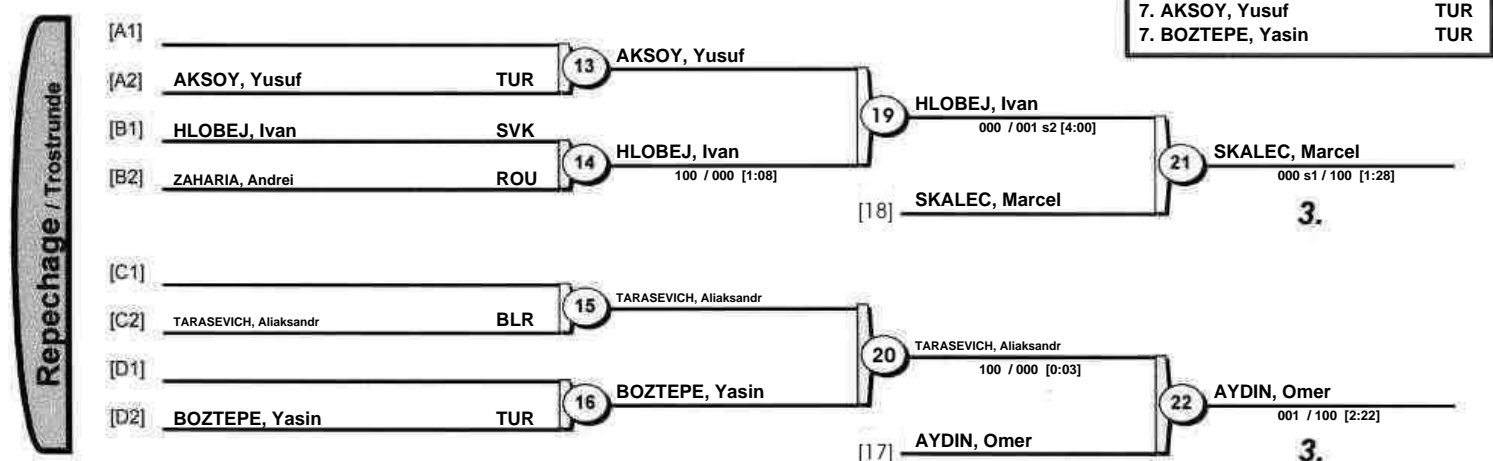 7. AKSOY, Yusuf TUR
7. BOZTEPE, Yasin TUR
Repechage / Trostrunde
[A1]
[A2] AKSOY, Yusuf TUR
13 AKSOY, Yusuf
[B1] HLOBEJ, Ivan SVK
[B2] ZAHARIA, Andrei ROU
14 HLOBEJ, Ivan
100 / 000 [1:08]
19 HLOBEJ, Ivan
000 / 001 s2 [4:00]
[18] SKALEC, Marcel
21 SKALEC, Marcel
000 s1 / 100 [1:28]
3.
[C1]
[C2] TARASEVICH, Aliaksandr BLR
15 TARASEVICH, Aliaksandr
[D1]
[D2] BOZTEPE, Yasin TUR
16 BOZTEPE, Yasin
20 TARASEVICH, Aliaksandr
100 / 000 [0:03]
[17] AYDIN, Omer
22 AYDIN, Omer
001 / 100 [2:22]
3.